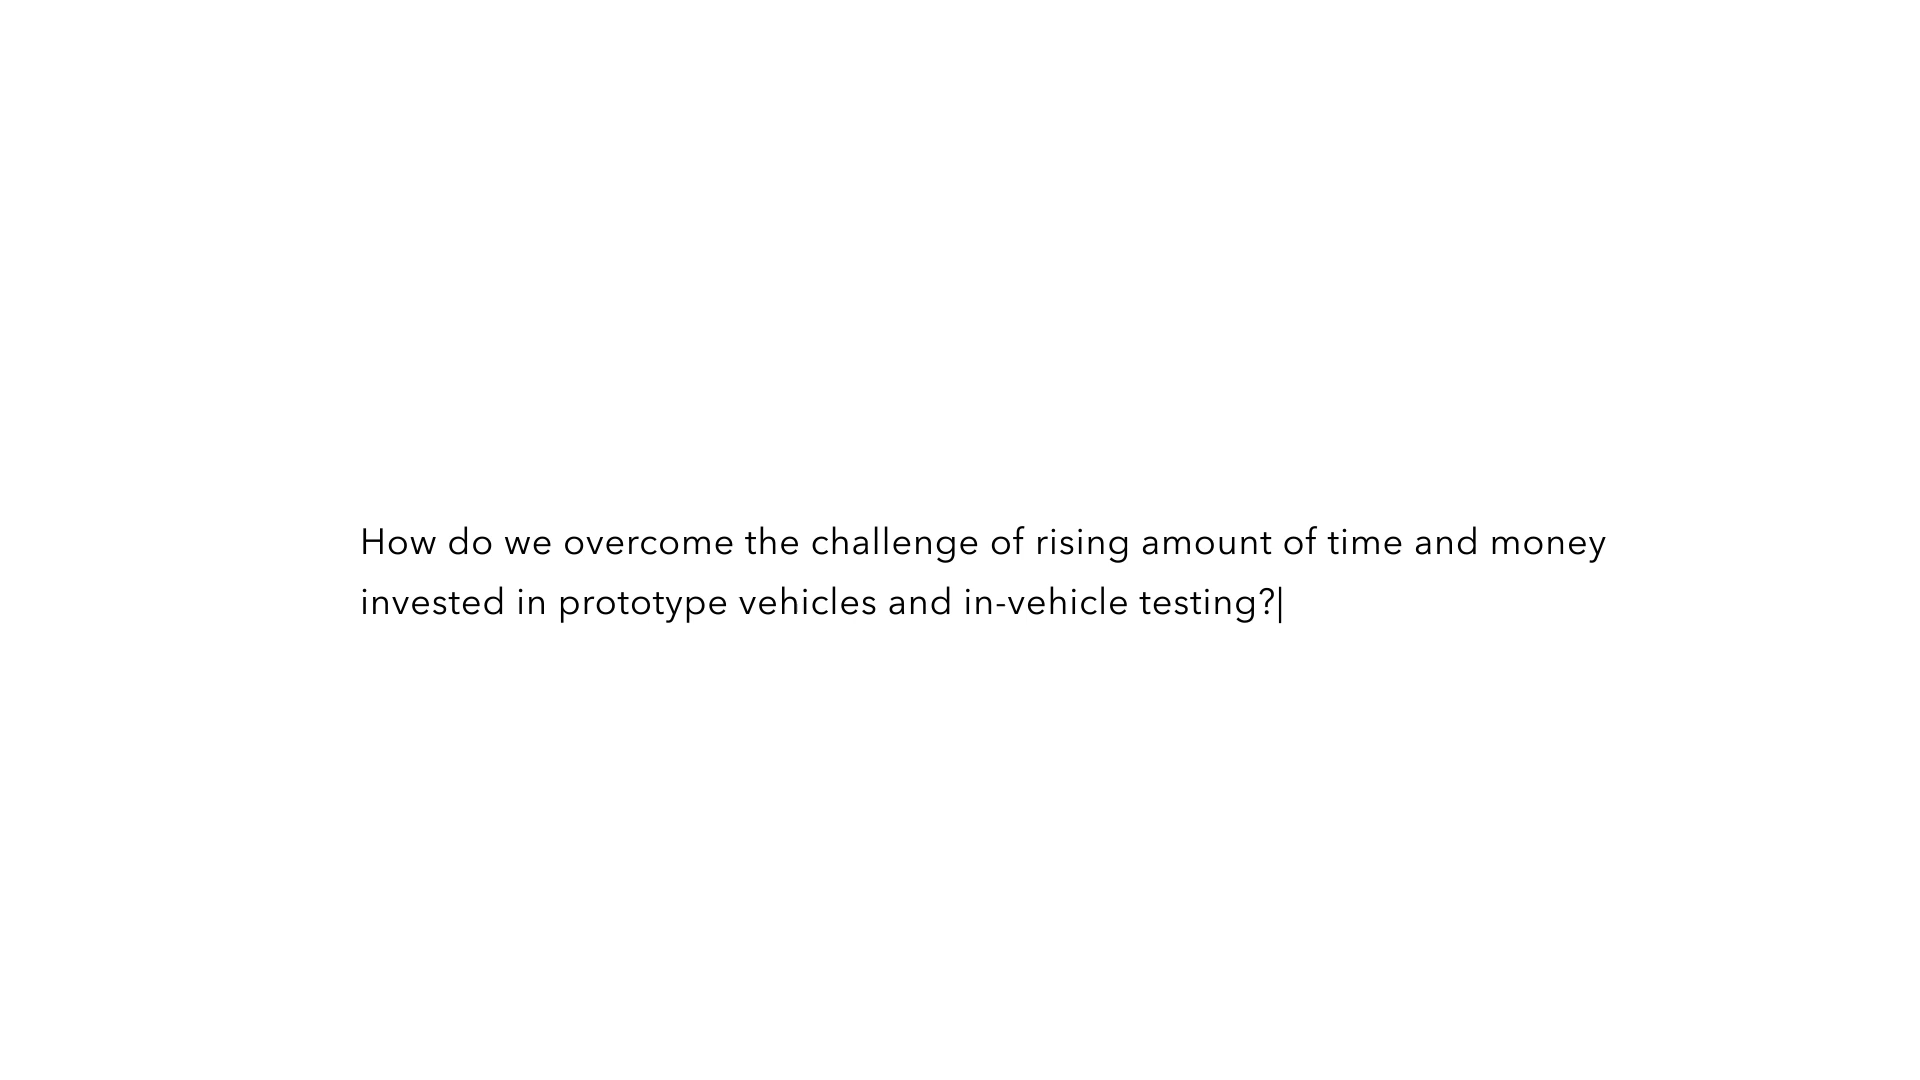 How do we overcome the challenge of rising amount of time and money
invested in prototype vehicles and in-vehicle testing?|